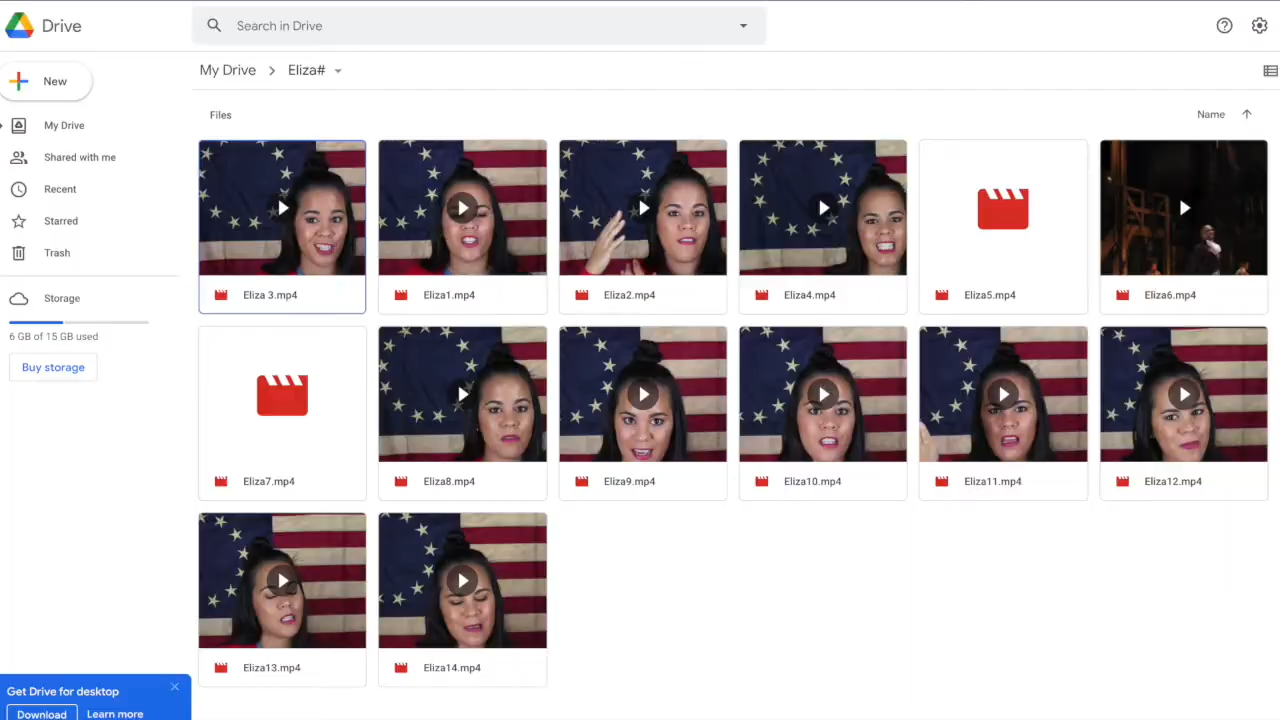 Drive
Search in Drive
New
My Drive > Eliza#
My Drive
Shared with me
Recent
Starred
Trash
Storage
6 GB of 15 GB used
Buy storage
Files
Name
Eliza 3.mp4
Eliza1.mp4
Eliza2.mp4
Eliza4.mp4
Eliza5.mp4
Eliza6.mp4
Eliza7.mp4
Eliza8.mp4
Eliza9.mp4
Eliza10.mp4
Eliza11.mp4
Eliza12.mp4
Eliza13.mp4
Eliza14.mp4
Get Drive for desktop
Download
Learn more